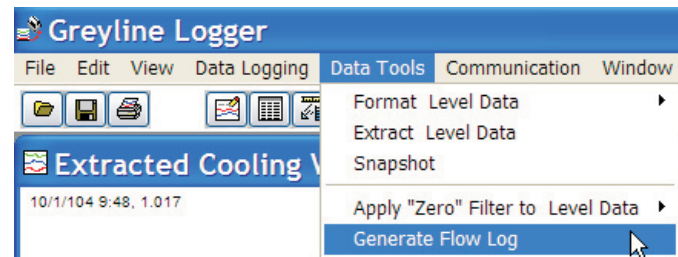 Greyline Logger
File Edit View Data Logging Data Tools Communication Window
Format Level Data
Extract Level Data
Snapshot
Apply "Zero" Filter to Level Data
Generate Flow Log
Extracted Cooling
10/1/104 9:48, 1.017